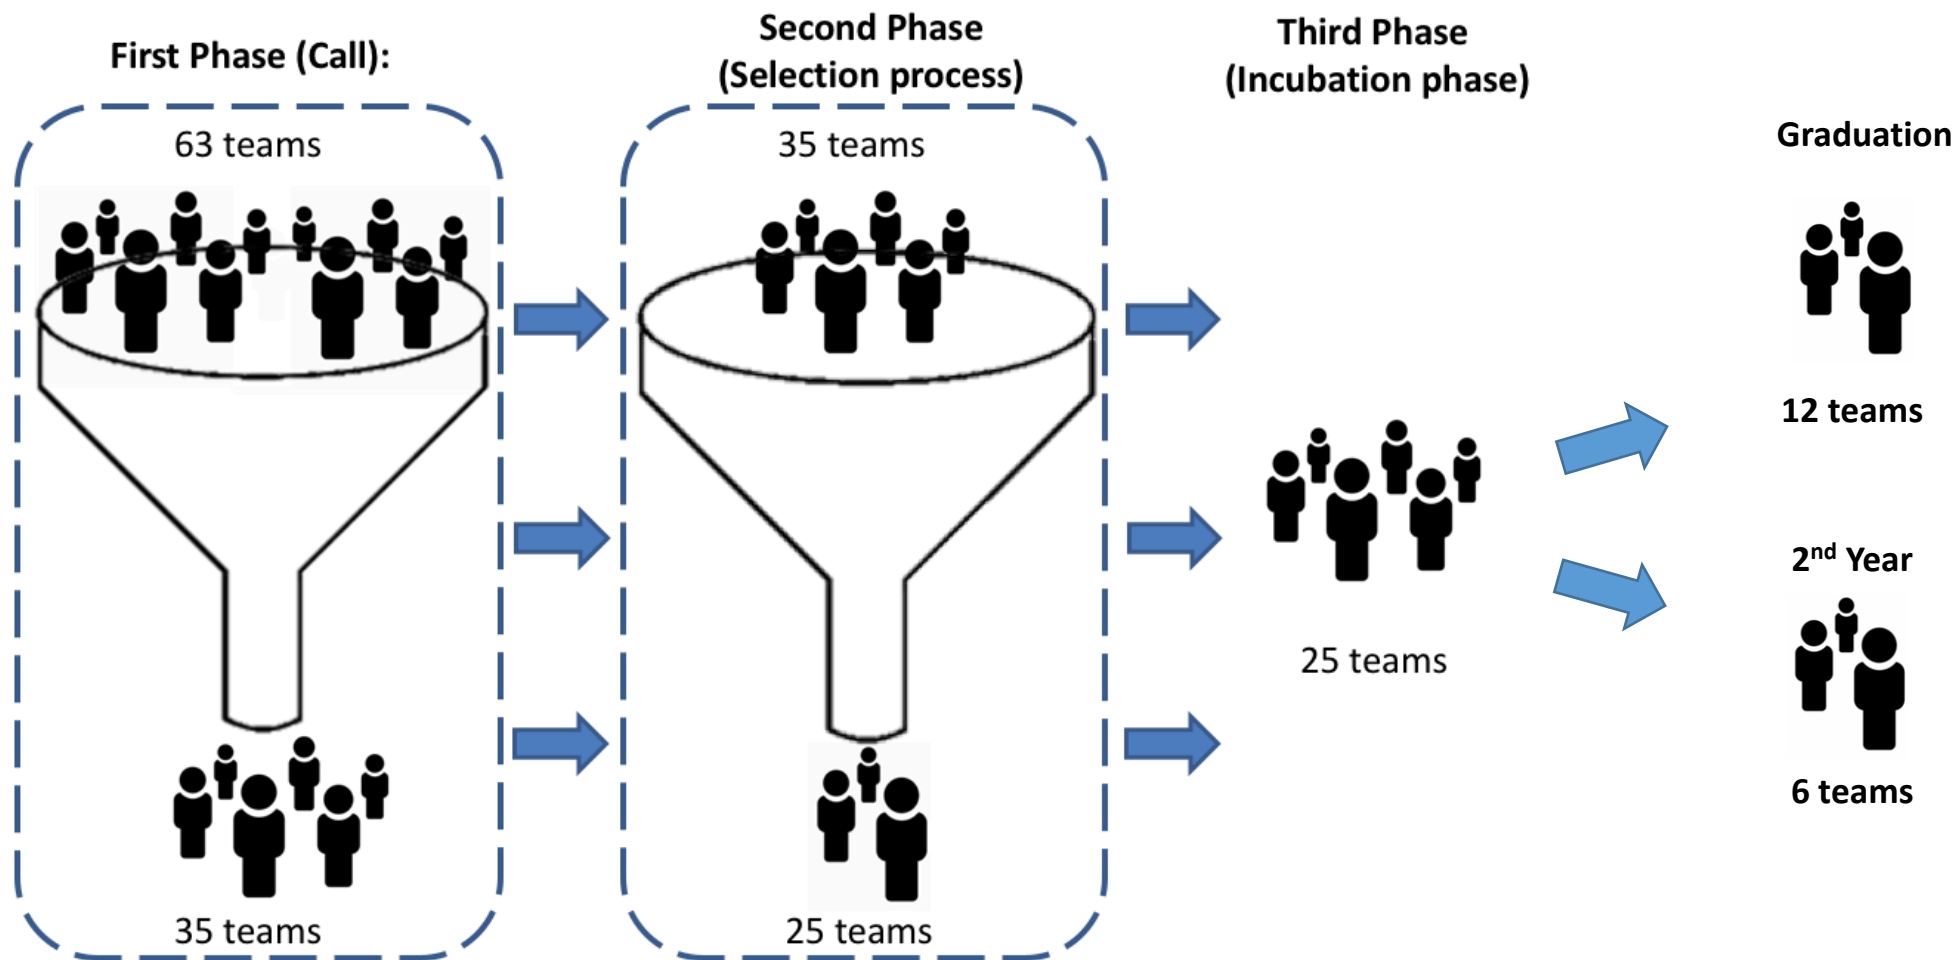 First Phase (Call):
63 teams
35 teams
Second Phase
(Selection process)
35 teams
25 teams
Third Phase
(Incubation phase)
25 teams
Graduation
12 teams
2nd Year
6 teams